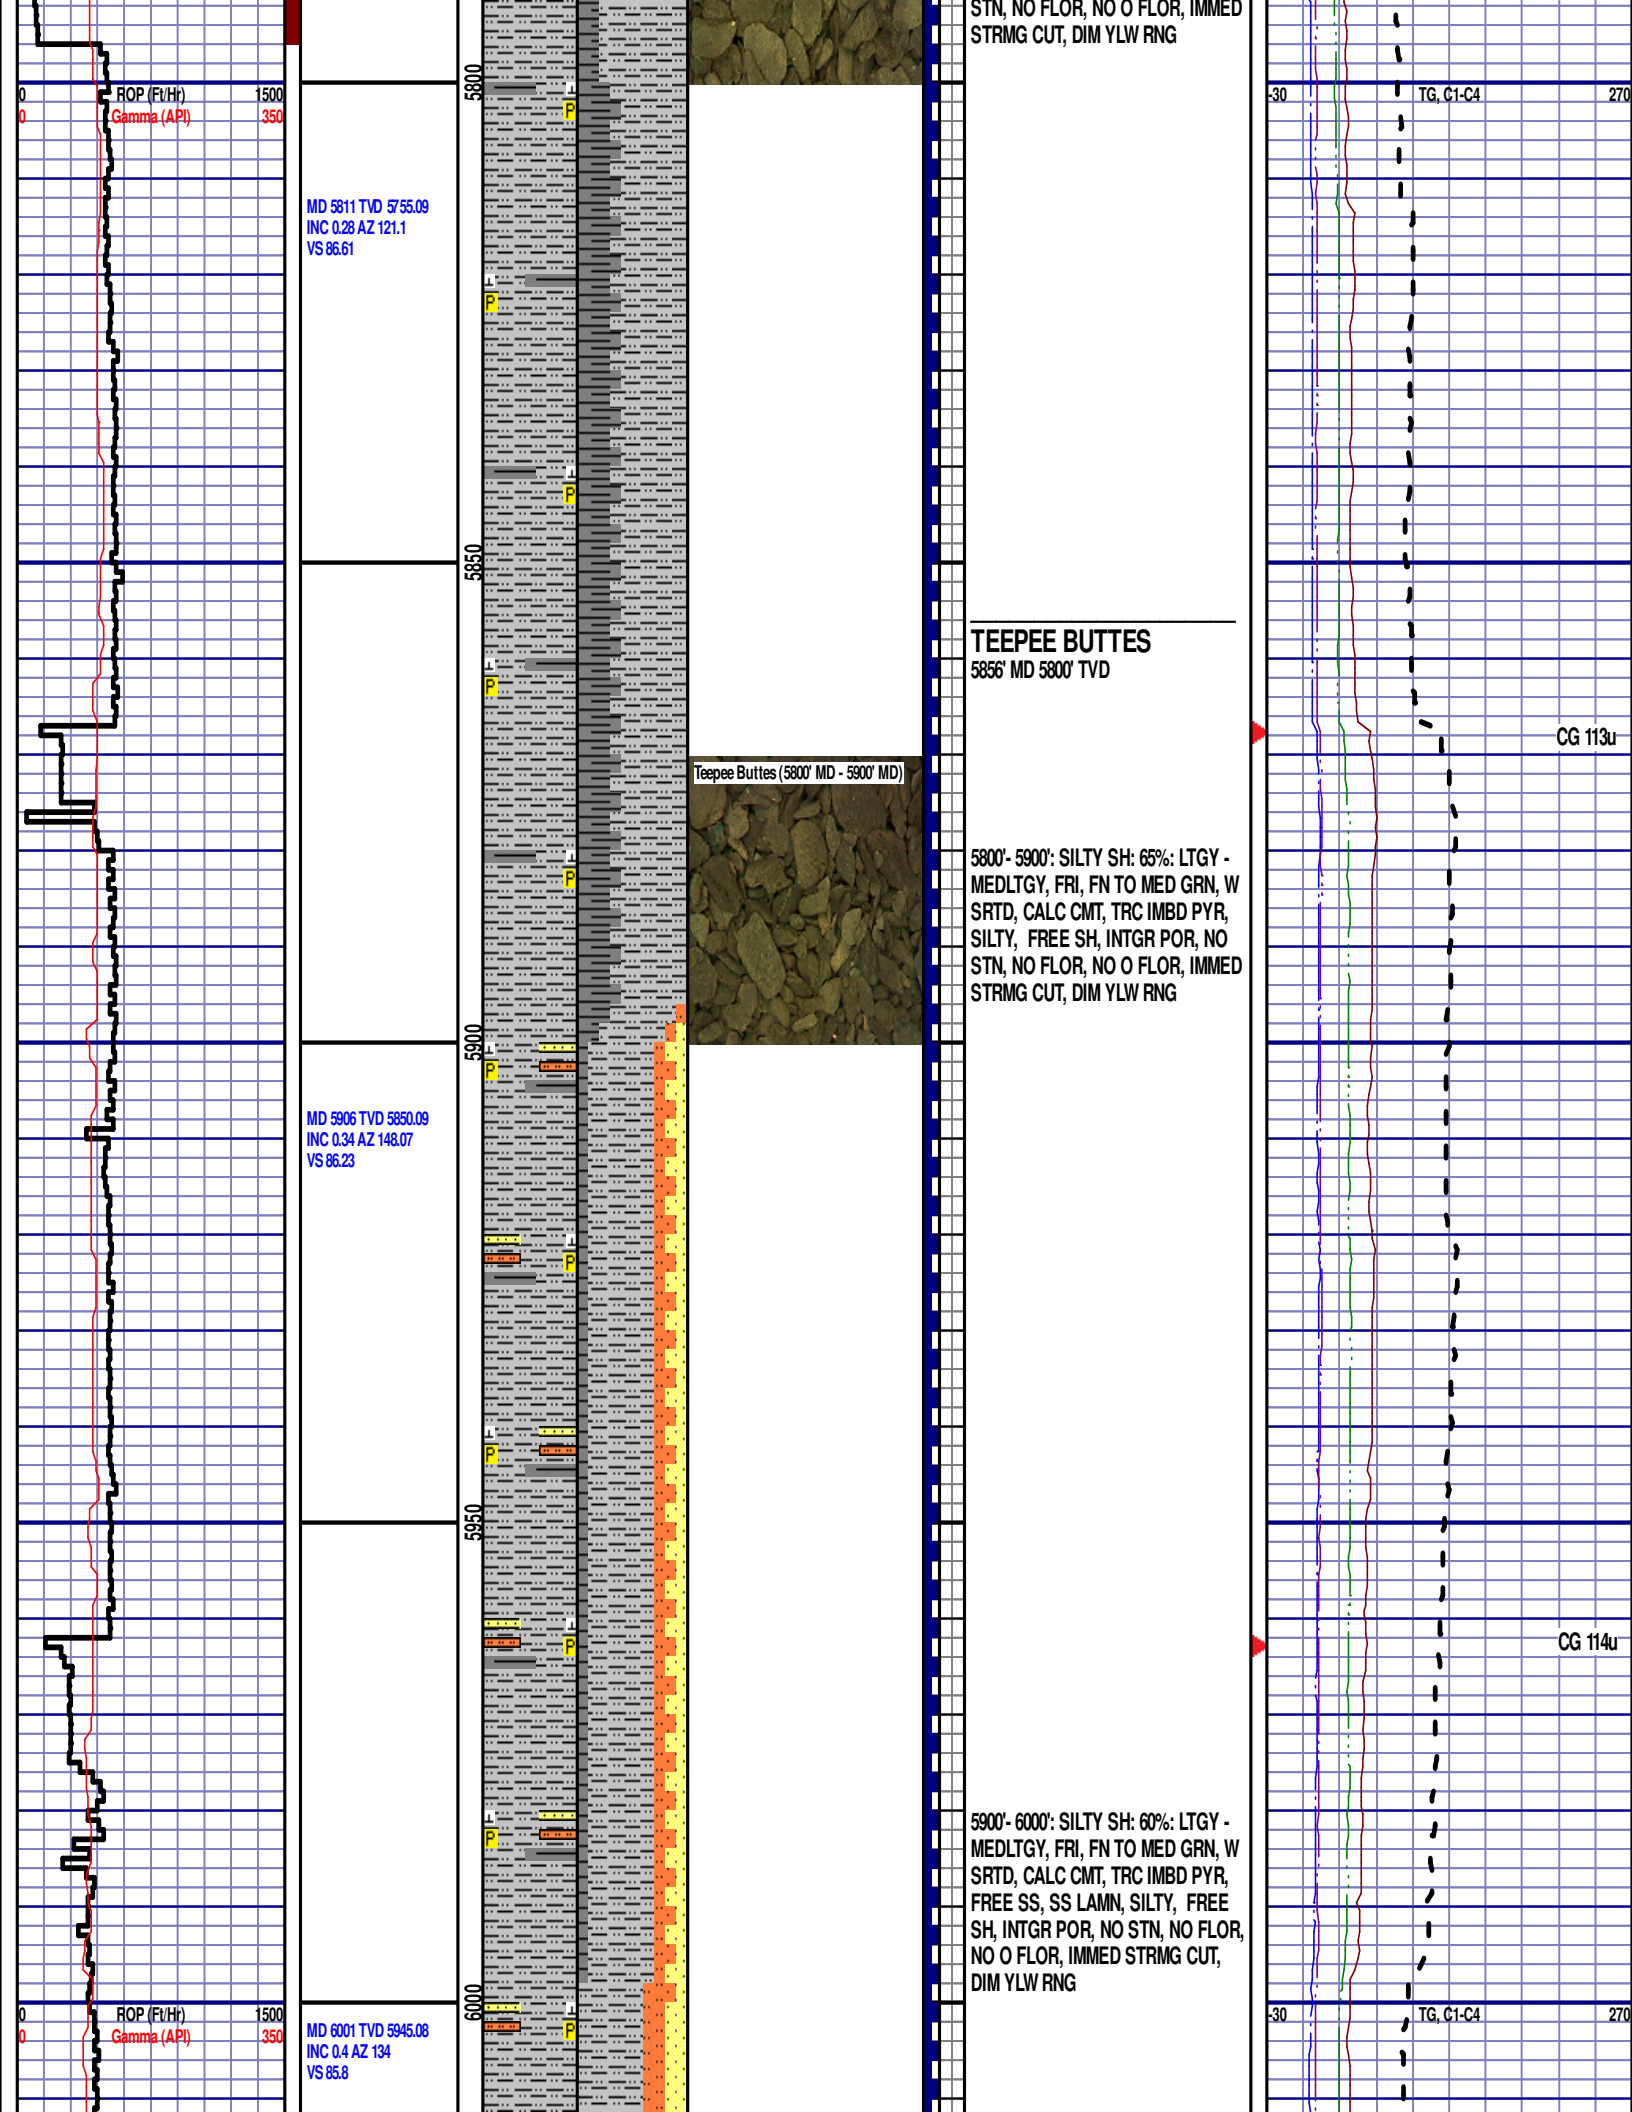 STN, NO FLOR, NO O FLOR, IMMED
STRMG CUT, DIM YLW RNG
5800
0 ROP (Ft/Hr) 1500
0 Gamma (API) 350
-30 TG, C1-C4 270
P
MD 5811 TVD 5755.09
INC 0.28 AZ 121.1
VS 86.61
P
P
5850
TEEPEE BUTTES
5856' MD 5800' TVD
P
CG 113u
Teepee Buttes (5800' MD - 5900' MD)
5800'- 5900': SILTY SH: 65%: LTGY -
MEDLTGY, FRI, FN TO MED GRN, W
SRTD, CALC CMT, TRC IMBD PYR,
SILTY, FREE SH, INTGR POR, NO
STN, NO FLOR, NO O FLOR, IMMED
STRMG CUT, DIM YLW RNG
P
5900
P
MD 5906 TVD 5850.09
INC 0.34 AZ 148.07
VS 86.23
P
P
5950
P
CG 114u
P
5900'- 6000': SILTY SH: 60%: LTGY -
MEDLTGY, FRI, FN TO MED GRN, W
SRTD, CALC CMT, TRC IMBD PYR,
FREE SS, SS LAMN, SILTY, FREE
SH, INTGR POR, NO STN, NO FLOR,
NO O FLOR, IMMED STRMG CUT,
DIM YLW RNG
6000
0 ROP (Ft/Hr) 1500
0 Gamma (API) 350
-30 TG, C1-C4 270
P
MD 6001 TVD 5945.08
INC 0.4 AZ 134
VS 85.8